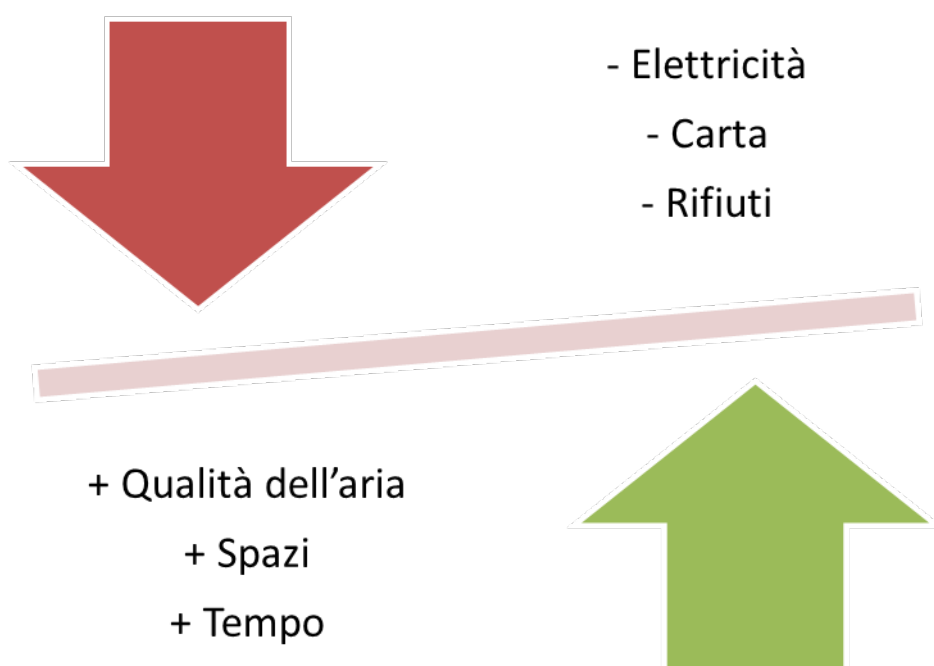 - Elettricità
- Carta
- Rifiuti
+ Qualità dell’aria
+ Spazi
+ Tempo